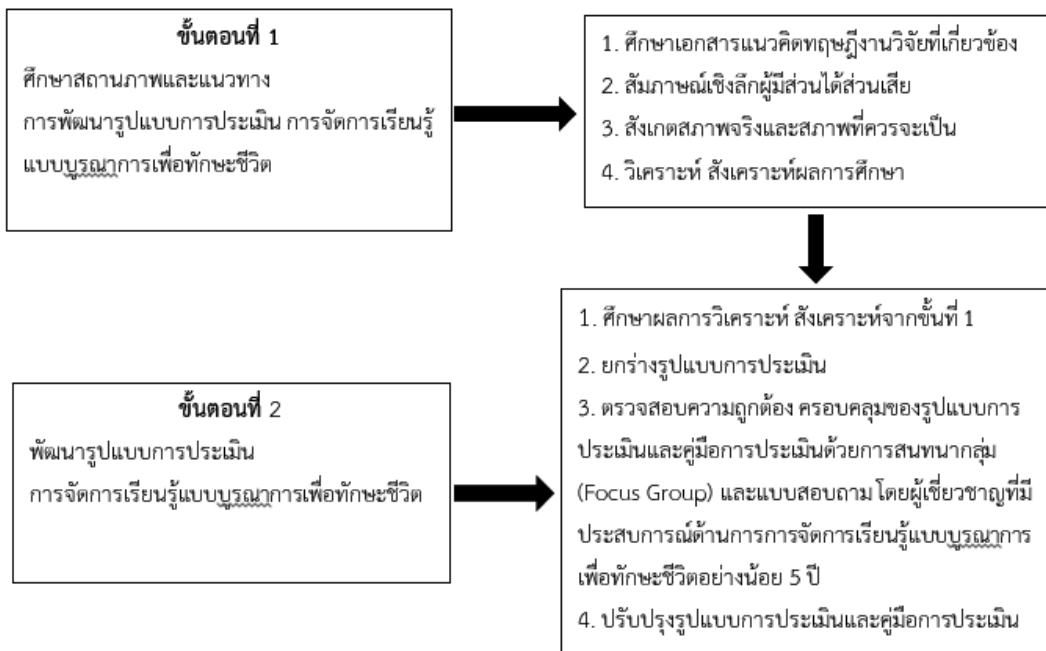 ขั้นตอนที่ 1
ศึกษาสถานภาพและแนวทาง
การพัฒนารูปแบบการประเมิน การจัดการเรียนรู้
แบบบูรณาการเพื่อทักษะชีวิต
1. ศึกษาเอกสารแนวคิดทฤษฎีงานวิจัยที่เกี่ยวข้อง
2. สัมภาษณ์เชิงลึกผู้มีส่วนได้ส่วนเสีย
3. สังเกตสภาพจริงและสภาพที่ควรจะเป็น
4. วิเคราะห์ สังเคราะห์ผลการศึกษา
ขั้นตอนที่ 2
พัฒนารูปแบบการประเมิน
การจัดการเรียนรู้แบบบูรณาการเพื่อทักษะชีวิต
1. ศึกษาผลการวิเคราะห์ สังเคราะห์จากขั้นที่ 1
2. ยกร่างรูปแบบการประเมิน
3. ตรวจสอบความถูกต้อง ครอบคลุมของรูปแบบการ
ประเมินและคู่มือการประเมินด้วยการสนทนากลุ่ม
(Focus Group) และแบบสอบถาม โดยผู้เชี่ยวชาญที่มี
ประสบการณ์ด้านการการจัดการเรียนรู้แบบบูรณาการ
เพื่อทักษะชีวิตอย่างน้อย 5 ปี
4. ปรับปรุงรูปแบบการประเมินและคู่มือการประเมิน